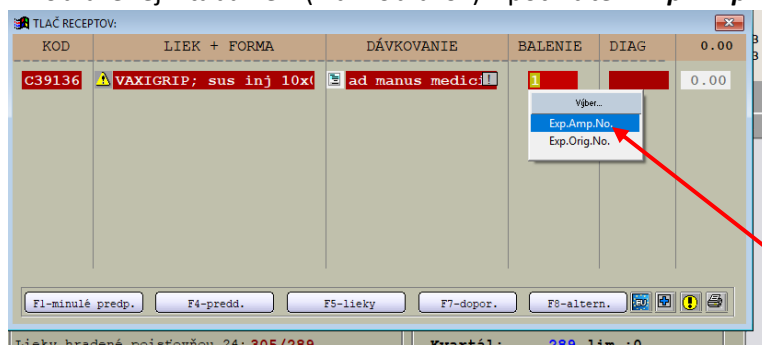 TLAČ RECEPTOV:
KOD LIEK + FORMA DÁVKOVANIE BALENIE DIAG 0.00
C39136 VAXIGRIP; sus inj 10x( ad manus medici 1 0.00
Výber...
Exp.Amp.No.
Exp.Orig.No.
F1-minulé predp. F4-predd. F5-lieky F7-dopor. F8-altern.
Lieky hradené poisťovňou 24: 305/289 Kvartál: 289 lim :0